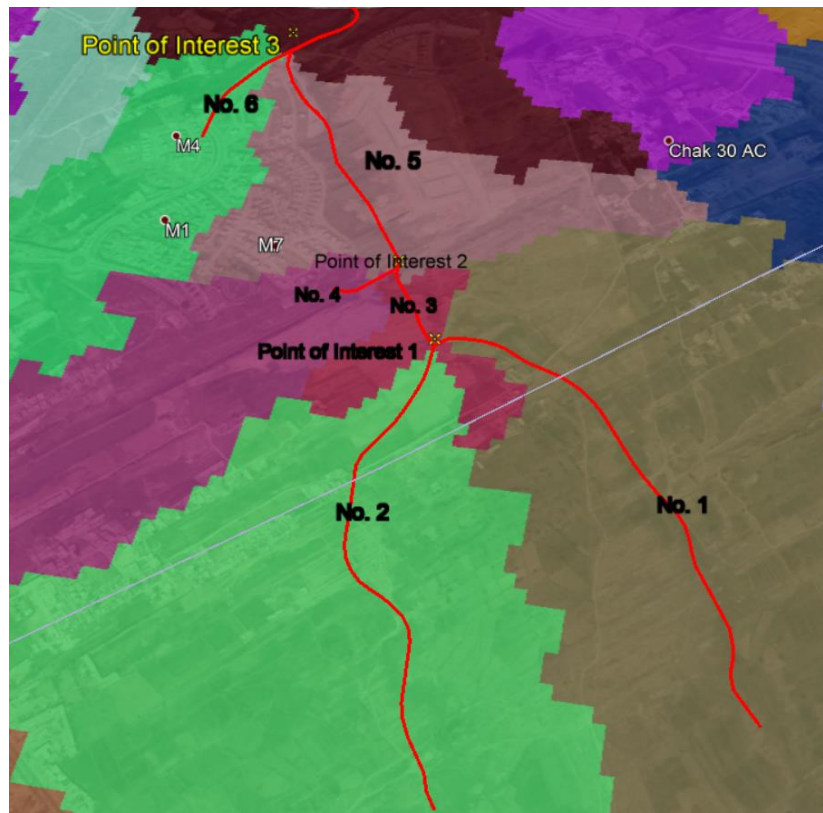 Point of Interest 3
No. 6
M4
Chak 30 AC
No. 5
M1
M7
Point of Interest 2
No. 4
No. 3
Point of Interest 1
No. 1
No. 2